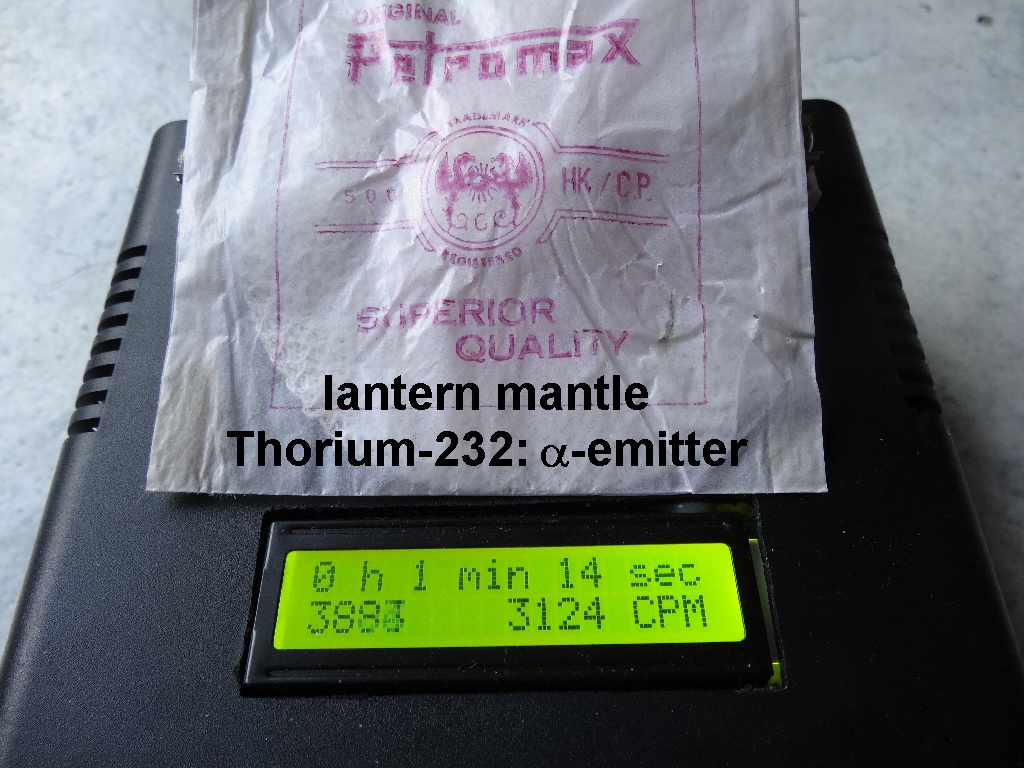 ORIGINAL
Petromax
TRADEMARK
500 HK/C.P.
REGISTERED
SUPERIOR
QUALITY
lantern mantle
Thorium-232: α-emitter
0 h 1 min 14 sec
3124 CPM